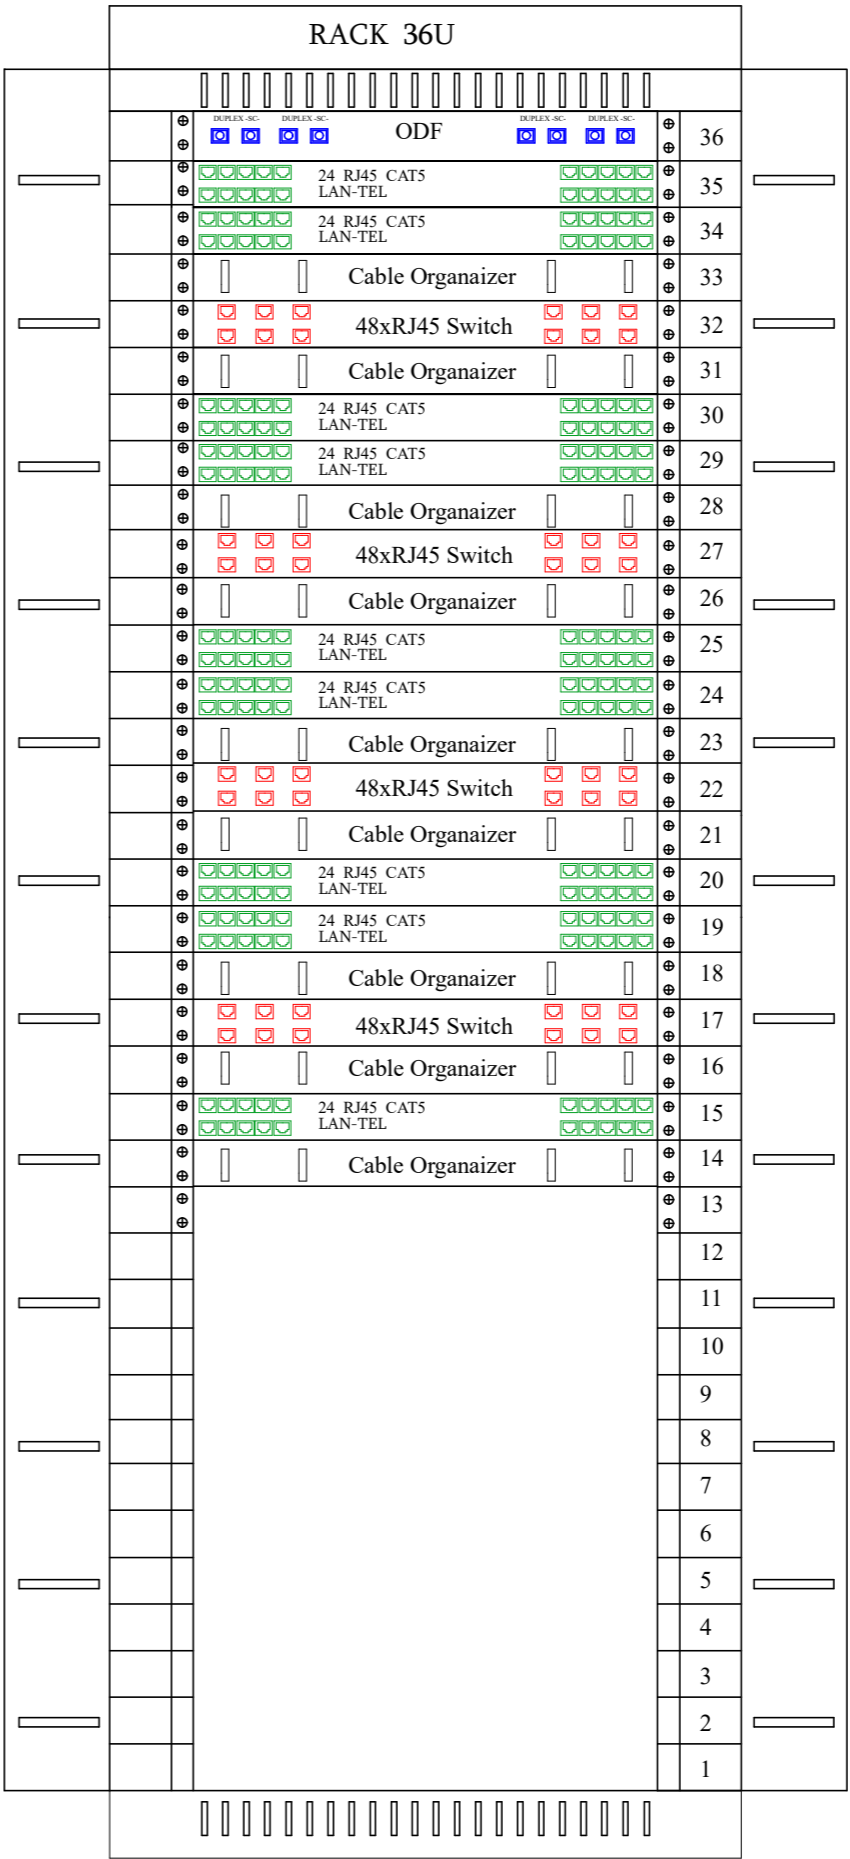 RACK 36U
DUPLEX -SC- DUPLEX -SC- ODF DUPLEX -SC- DUPLEX -SC- 36
24 RJ45 CAT5
LAN-TEL 35
24 RJ45 CAT5
LAN-TEL 34
Cable Organaizer 33
48xRJ45 Switch 32
Cable Organaizer 31
24 RJ45 CAT5
LAN-TEL 30
24 RJ45 CAT5
LAN-TEL 29
Cable Organaizer 28
48xRJ45 Switch 27
Cable Organaizer 26
24 RJ45 CAT5
LAN-TEL 25
24 RJ45 CAT5
LAN-TEL 24
Cable Organaizer 23
48xRJ45 Switch 22
Cable Organaizer 21
24 RJ45 CAT5
LAN-TEL 20
24 RJ45 CAT5
LAN-TEL 19
Cable Organaizer 18
48xRJ45 Switch 17
Cable Organaizer 16
24 RJ45 CAT5
LAN-TEL 15
Cable Organaizer 14
13
12
11
10
9
8
7
6
5
4
3
2
1